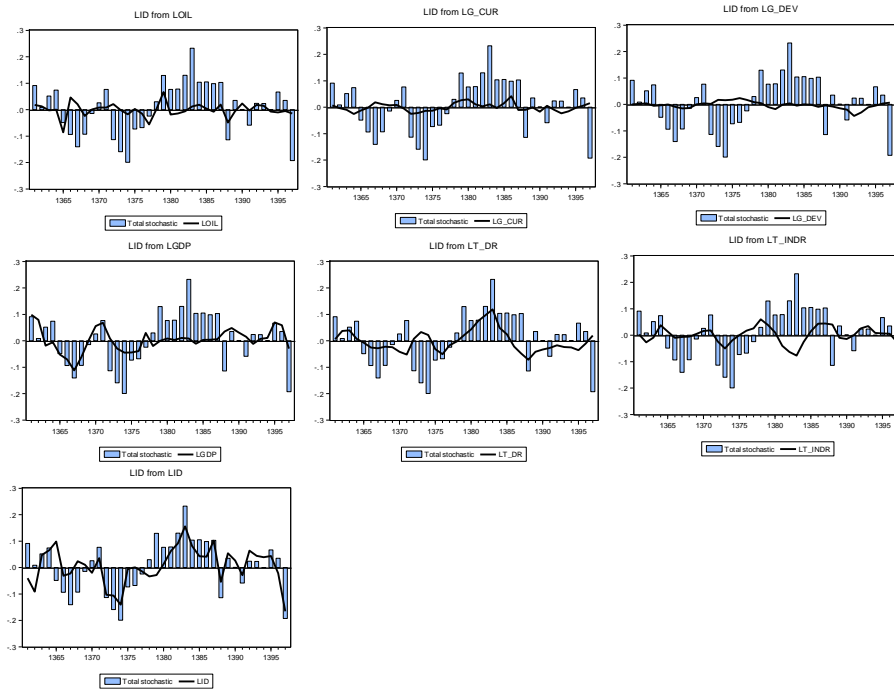 LID from LOIL
.3
.2
.1
.0
-.1
-.2
-.3
1365 1370 1375 1380 1385 1390 1395
Total stochastic LOIL
LID from LG_CUR
.3
.2
.1
.0
-.1
-.2
-.3
1365 1370 1375 1380 1385 1390 1395
Total stochastic LG_CUR
LID from LG_DEV
.3
.2
.1
.0
-.1
-.2
-.3
1365 1370 1375 1380 1385 1390 1395
Total stochastic LG_DEV
LID from LGDP
.3
.2
.1
.0
-.1
-.2
-.3
1365 1370 1375 1380 1385 1390 1395
Total stochastic LGDP
LID from LT_DR
.3
.2
.1
.0
-.1
-.2
-.3
1365 1370 1375 1380 1385 1390 1395
Total stochastic LT_DR
LID from LT_INDR
.3
.2
.1
.0
-.1
-.2
-.3
1365 1370 1375 1380 1385 1390 1395
Total stochastic LT_INDR
LID from LID
.3
.2
.1
.0
-.1
-.2
-.3
1365 1370 1375 1380 1385 1390 1395
Total stochastic LID